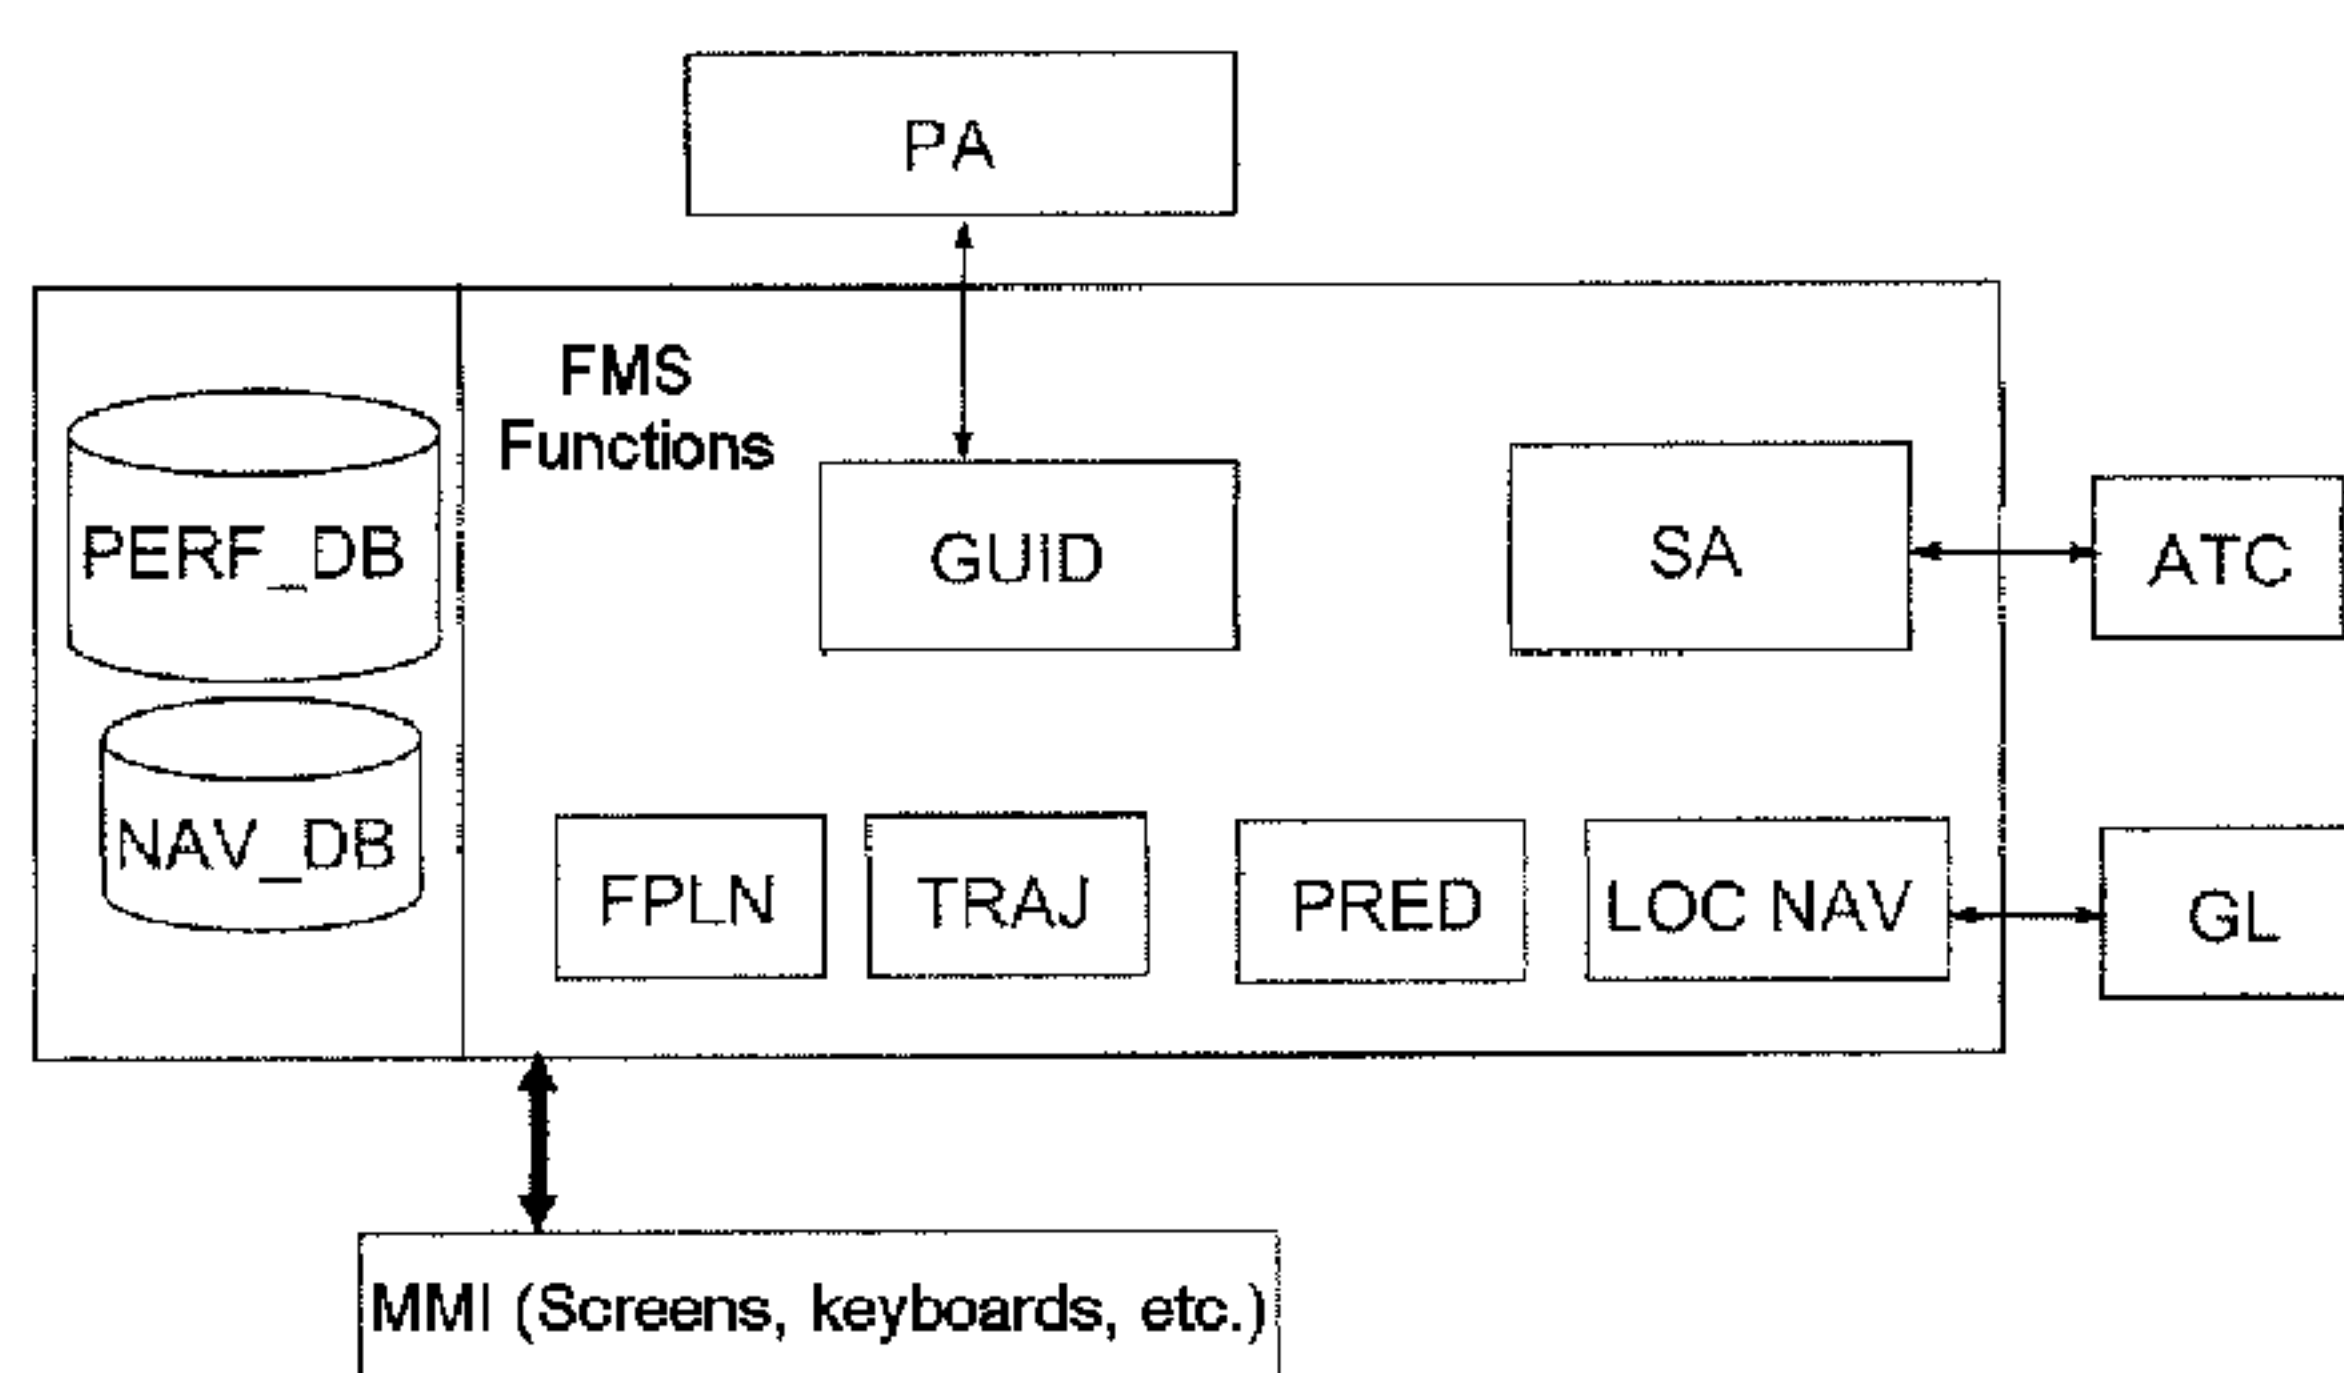 PA
FMS
Functions
PERF_DB
GUID
SA
ATC
NAV_DB
FPLN
TRAJ
PRED
LOC NAV
GL
MMI (Screens, keyboards, etc.)